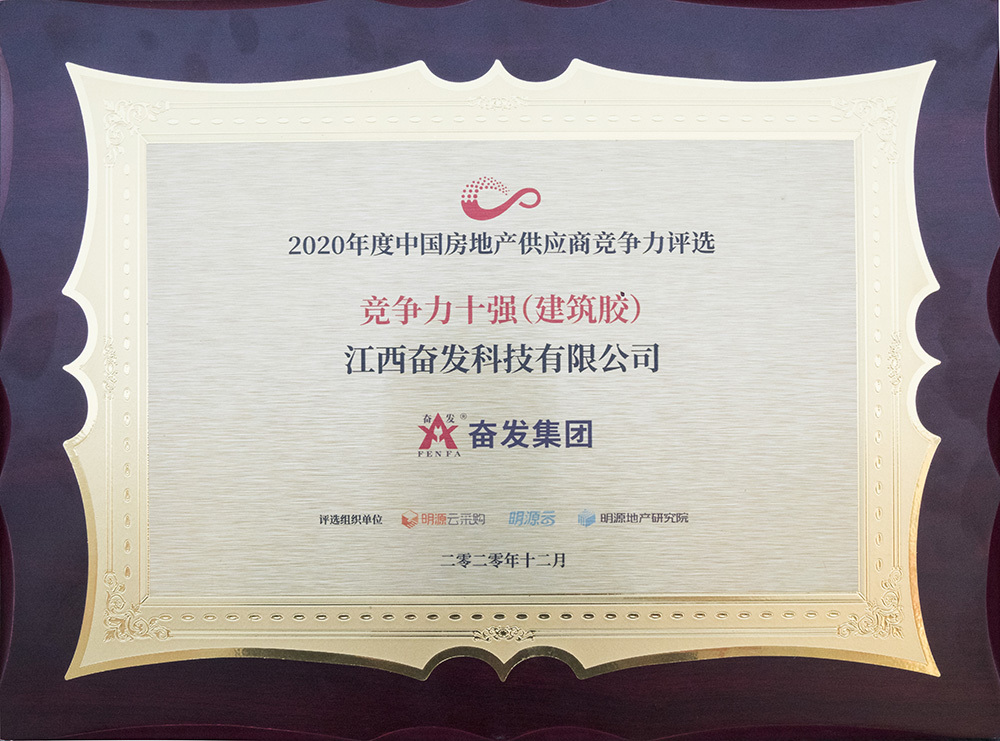 2020年度中国房地产供应商竞争力评选
竞争力十强(建筑胶)
江西奋发科技有限公司
奋发®
FENFA
奋发集团
评选组织单位 明源云采购 明源云 明源地产研究院
二零二零年十二月